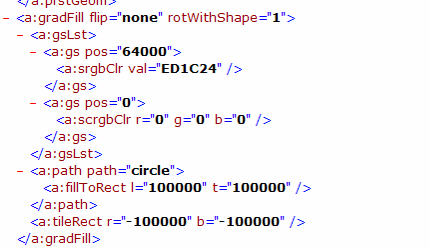 </a:prstGeom>
- <a:gradFill flip="none" rotWithShape="1">
- <a:gsLst>
- <a:gs pos="64000">
<a:srgbClr val="ED1C24" />
</a:gs>
- <a:gs pos="0">
<a:scrgbClr r="0" g="0" b="0" />
</a:gs>
</a:gsLst>
- <a:path path="circle">
<a:fillToRect l="100000" t="100000" />
</a:path>
<a:tileRect r="-100000" b="-100000" />
</a:gradFill>